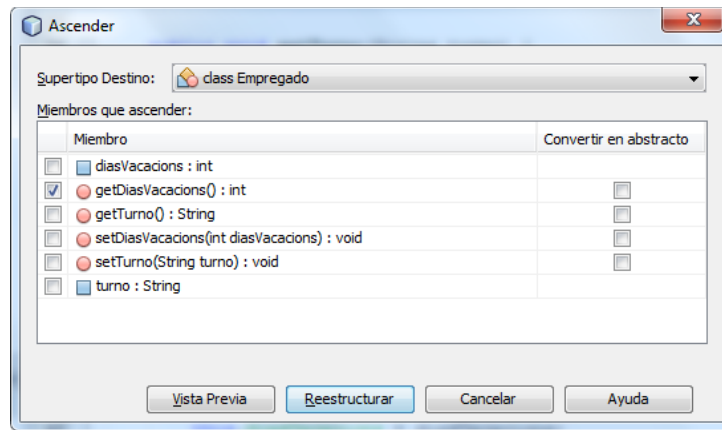 Ascender
Supertipo Destino: class Empregado
Miembros que ascender:
Miembro Convertir en abstracto
diasVacacions : int
getDiasVacacions() : int
getTurno() : String
setDiasVacacions(int diasVacacions) : void
setTurno(String turno) : void
turno : String
Vista Previa Reestructurar Cancelar Ayuda